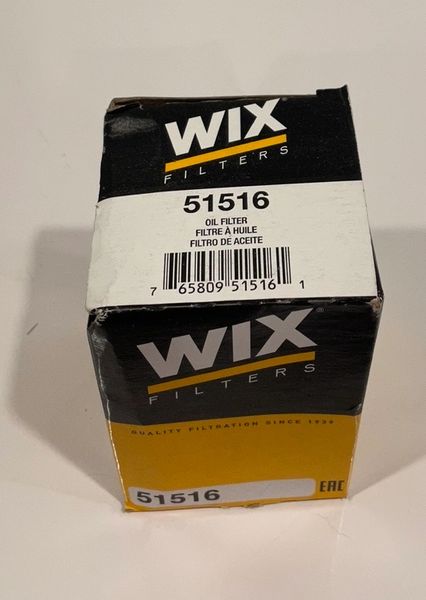 WIX
FILTERS
51516
OIL FILTER
FILTRE À HUILE
FILTRO DE ACEITE
7 65809 51516 1
WIX®
FILTERS
QUALITY FILTRATION SINCE 1939
51516
EAC